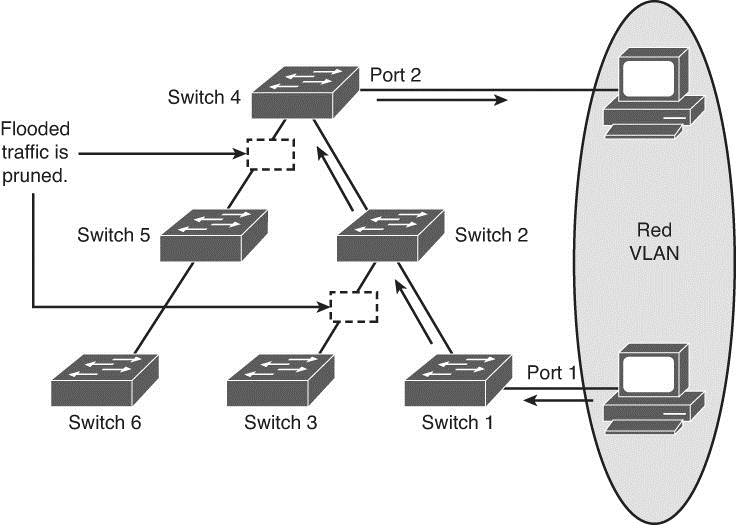 Port 2
Switch 4
Flooded
traffic is
pruned.
Switch 5
Switch 2
Red
VLAN
Port 1
Switch 6
Switch 3
Switch 1